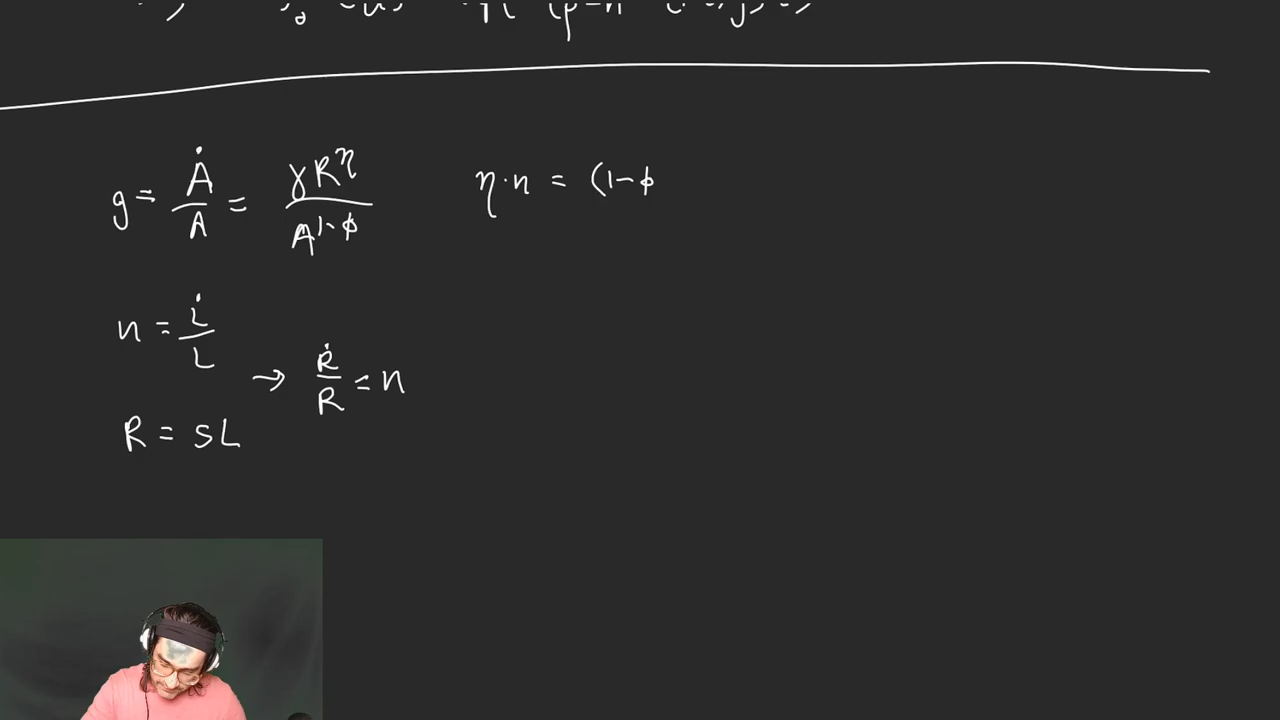 g = Ȧ/A = γR^η / A^{1-ϕ}
η·n = (1-ϕ
n = L̇/L
→ Ṙ/R = n
R = sL